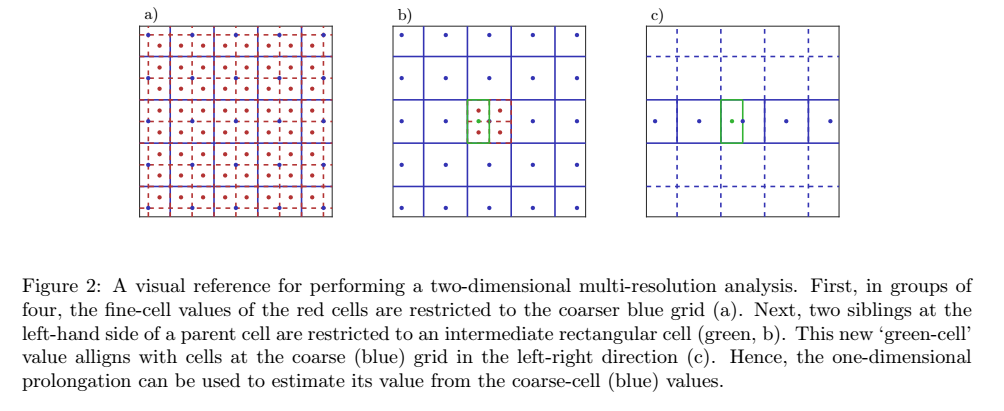 a)
b)
c)
Figure 2: A visual reference for performing a two-dimensional multi-resolution analysis. First, in groups of
four, the fine-cell values of the red cells are restricted to the coarser blue grid (a). Next, two siblings at the
left-hand side of a parent cell are restricted to an intermediate rectangular cell (green, b). This new ‘green-cell’
value alligns with cells at the coarse (blue) grid in the left-right direction (c). Hence, the one-dimensional
prolongation can be used to estimate its value from the coarse-cell (blue) values.